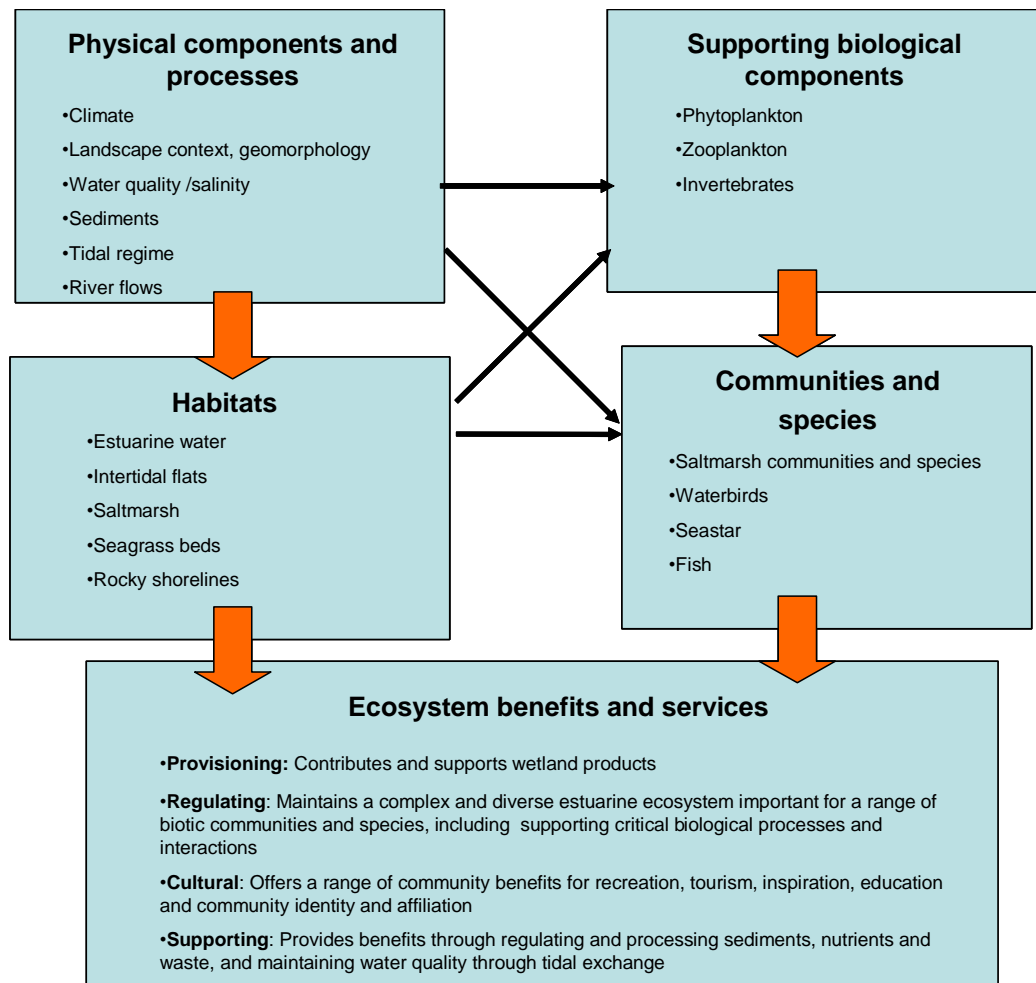 Physical components and
processes
•Climate
•Landscape context, geomorphology
•Water quality /salinity
•Sediments
•Tidal regime
•River flows
Supporting biological
components
•Phytoplankton
•Zooplankton
•Invertebrates
Habitats
•Estuarine water
•Intertidal flats
•Saltmarsh
•Seagrass beds
•Rocky shorelines
Communities and
species
•Saltmarsh communities and species
•Waterbirds
•Seastar
•Fish
Ecosystem benefits and services
•Provisioning: Contributes and supports wetland products
•Regulating: Maintains a complex and diverse estuarine ecosystem important for a range of
biotic communities and species, including supporting critical biological processes and
interactions
•Cultural: Offers a range of community benefits for recreation, tourism, inspiration, education
and community identity and affiliation
•Supporting: Provides benefits through regulating and processing sediments, nutrients and
waste, and maintaining water quality through tidal exchange